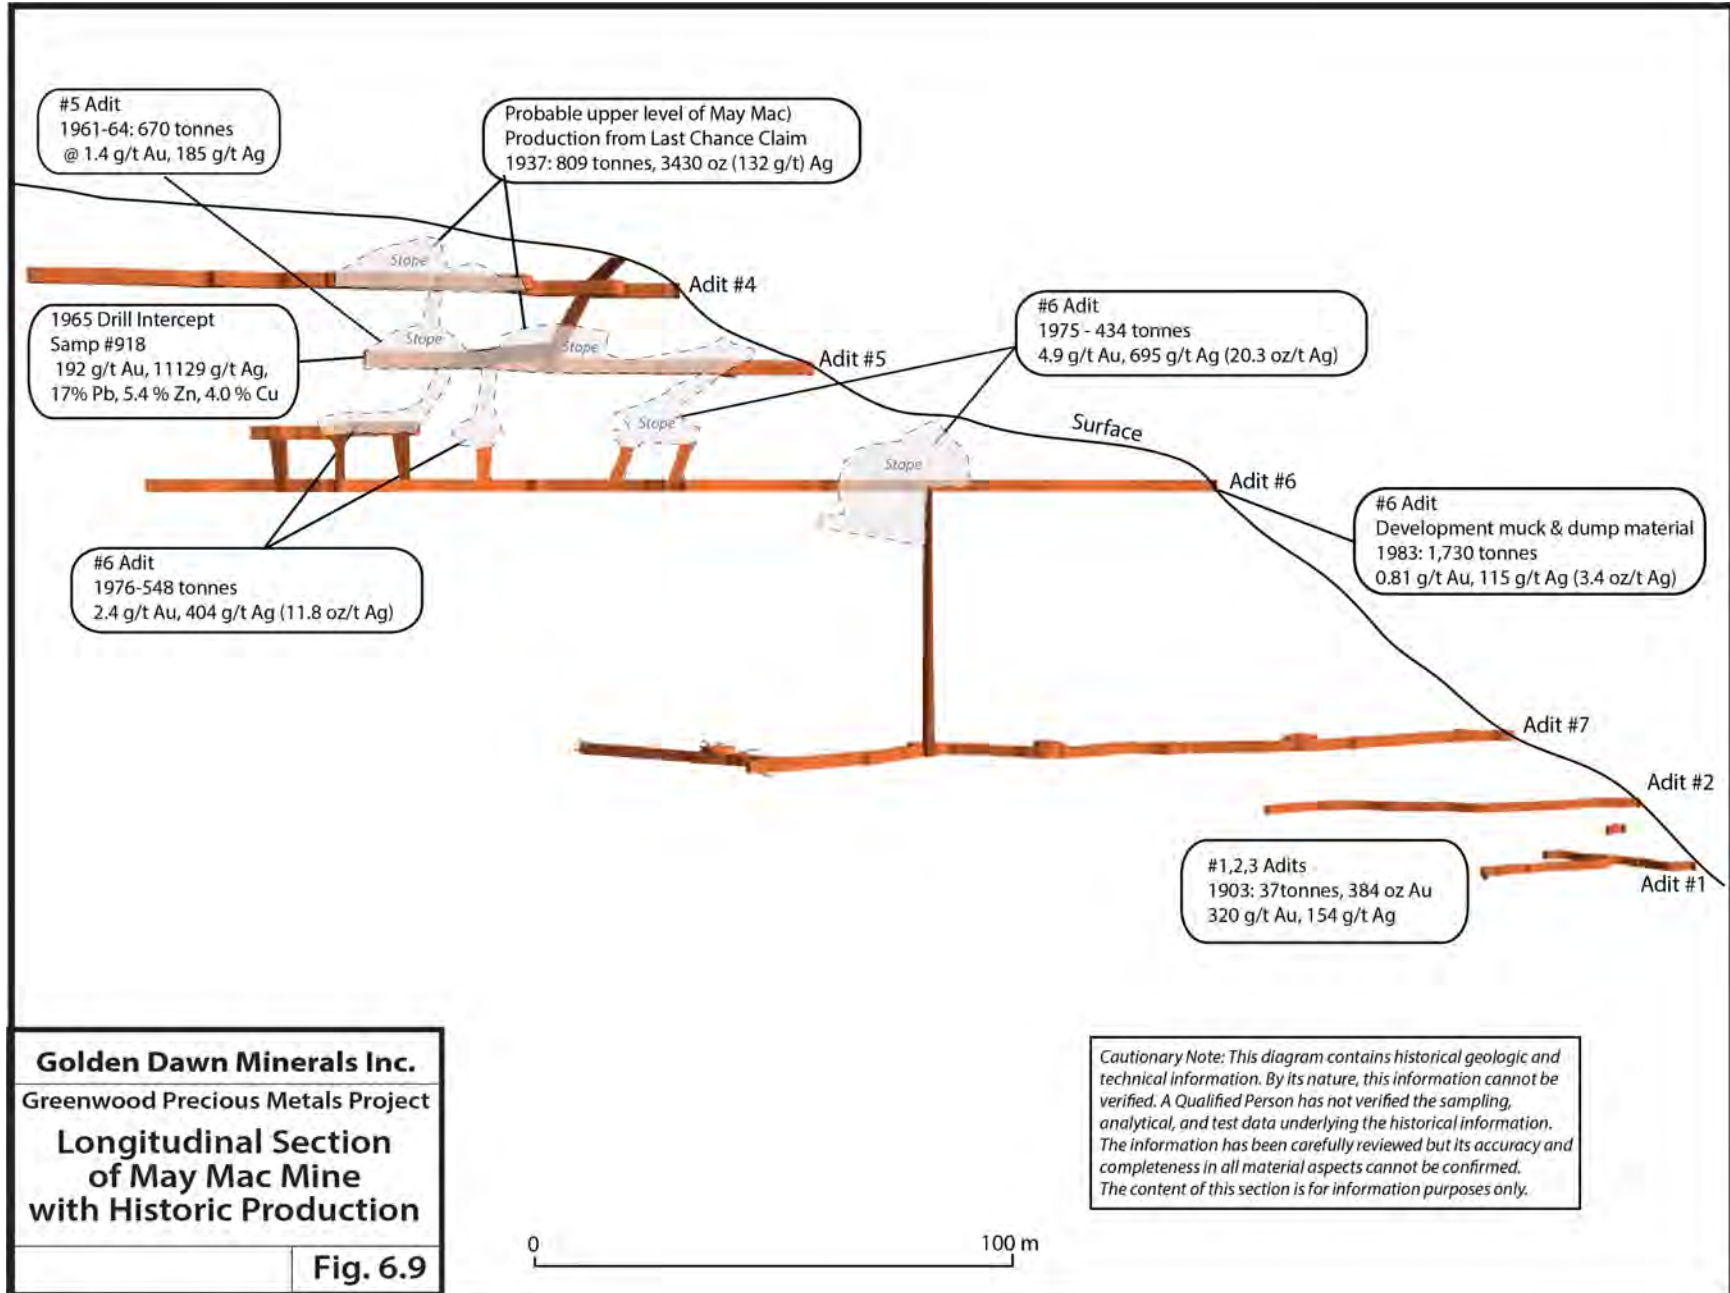 #5 Adit
1961-64: 670 tonnes
@ 1.4 g/t Au, 185 g/t Ag
Probable upper level of May Mac)
Production from Last Chance Claim
1937: 809 tonnes, 3430 oz (132 g/t) Ag
Stope
Adit #4
1965 Drill Intercept
Samp #918
192 g/t Au, 11129 g/t Ag,
17% Pb, 5.4 % Zn, 4.0 % Cu
Stope
Stope
Adit #5
#6 Adit
1975 - 434 tonnes
4.9 g/t Au, 695 g/t Ag (20.3 oz/t Ag)
Stope
Surface
Stope
Adit #6
#6 Adit
Development muck & dump material
1983: 1,730 tonnes
0.81 g/t Au, 115 g/t Ag (3.4 oz/t Ag)
#6 Adit
1976-548 tonnes
2.4 g/t Au, 404 g/t Ag (11.8 oz/t Ag)
Adit #7
Adit #2
#1,2,3 Adits
1903: 37tonnes, 384 oz Au
320 g/t Au, 154 g/t Ag
Adit #1
Golden Dawn Minerals Inc.
Greenwood Precious Metals Project
Longitudinal Section
of May Mac Mine
with Historic Production
Fig. 6.9
0
100 m
Cautionary Note: This diagram contains historical geologic and
technical information. By its nature, this information cannot be
verified. A Qualified Person has not verified the sampling,
analytical, and test data underlying the historical information.
The information has been carefully reviewed but its accuracy and
completeness in all material aspects cannot be confirmed.
The content of this section is for information purposes only.